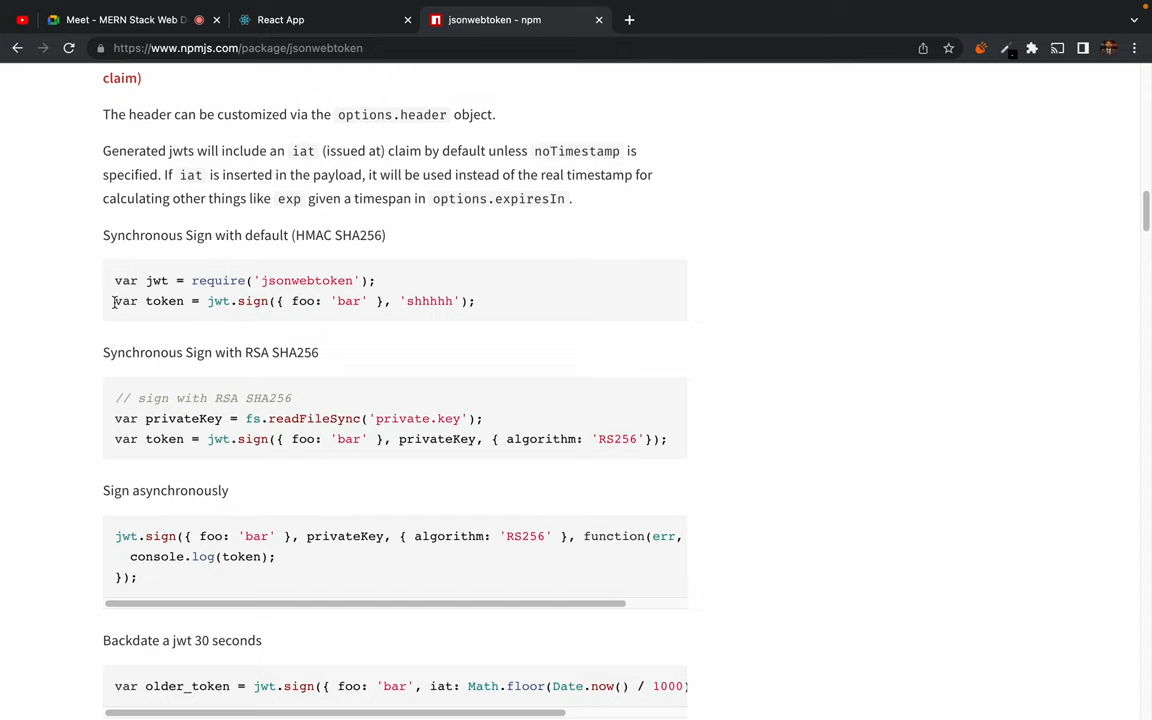 Meet - MERN Stack Web D
React App
jsonwebtoken - npm
https://www.npmjs.com/package/jsonwebtoken
claim)
The header can be customized via the options.header object.
Generated jwts will include an iat (issued at) claim by default unless noTimestamp is
specified. If iat is inserted in the payload, it will be used instead of the real timestamp for
calculating other things like exp given a timespan in options.expiresIn.
Synchronous Sign with default (HMAC SHA256)
var jwt = require('jsonwebtoken');
var token = jwt.sign({ foo: 'bar' }, 'shhhhh');
Synchronous Sign with RSA SHA256
// sign with RSA SHA256
var privateKey = fs.readFileSync('private.key');
var token = jwt.sign({ foo: 'bar' }, privateKey, { algorithm: 'RS256'});
Sign asynchronously
jwt.sign({ foo: 'bar' }, privateKey, { algorithm: 'RS256' }, function(err,
console.log(token);
});
Backdate a jwt 30 seconds
var older_token = jwt.sign({ foo: 'bar', iat: Math.floor(Date.now() / 1000)